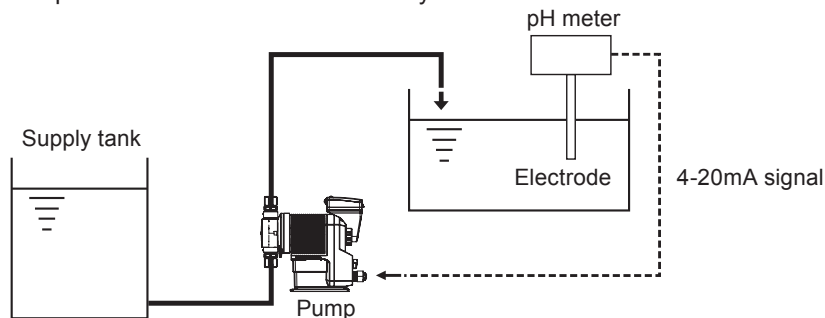 pH meter
Supply tank
Electrode
4-20mA signal
Pump